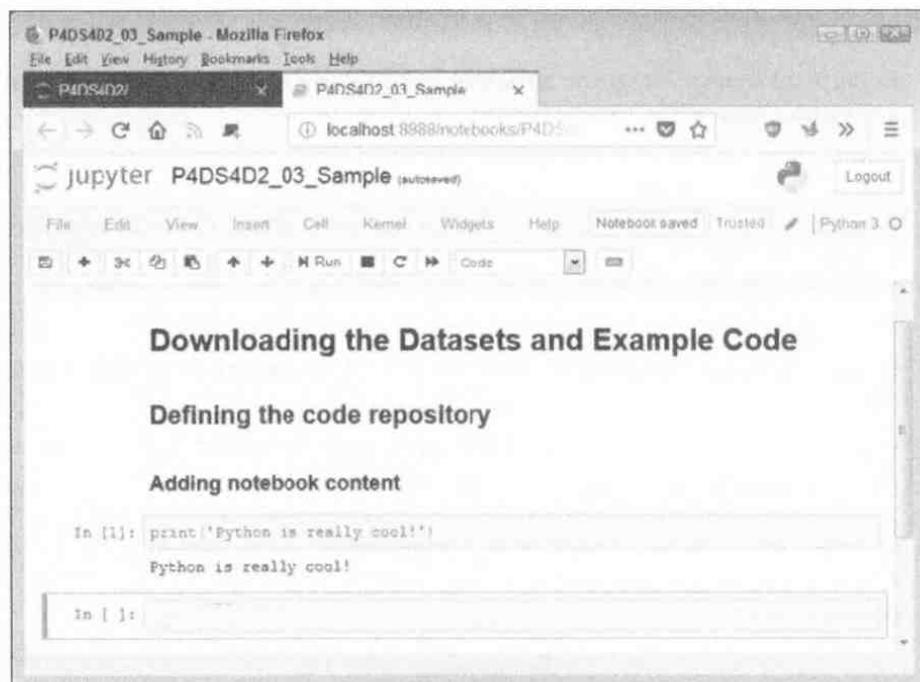 P4DS4D2_03_Sample - Mozilla Firefox
File Edit View History Bookmarks Tools Help
P4DS4D2/ × P4DS4D2_03_Sample ×
localhost:8888/notebooks/P4DS
jupyter P4DS4D2_03_Sample (autosaved) Logout
File Edit View Insert Cell Kernel Widgets Help Notebook saved Trusted Python 3
Run Code
Downloading the Datasets and Example Code
Defining the code repository
Adding notebook content
In [1]: print('Python is really cool!')
Python is really cool!
In [ ]: